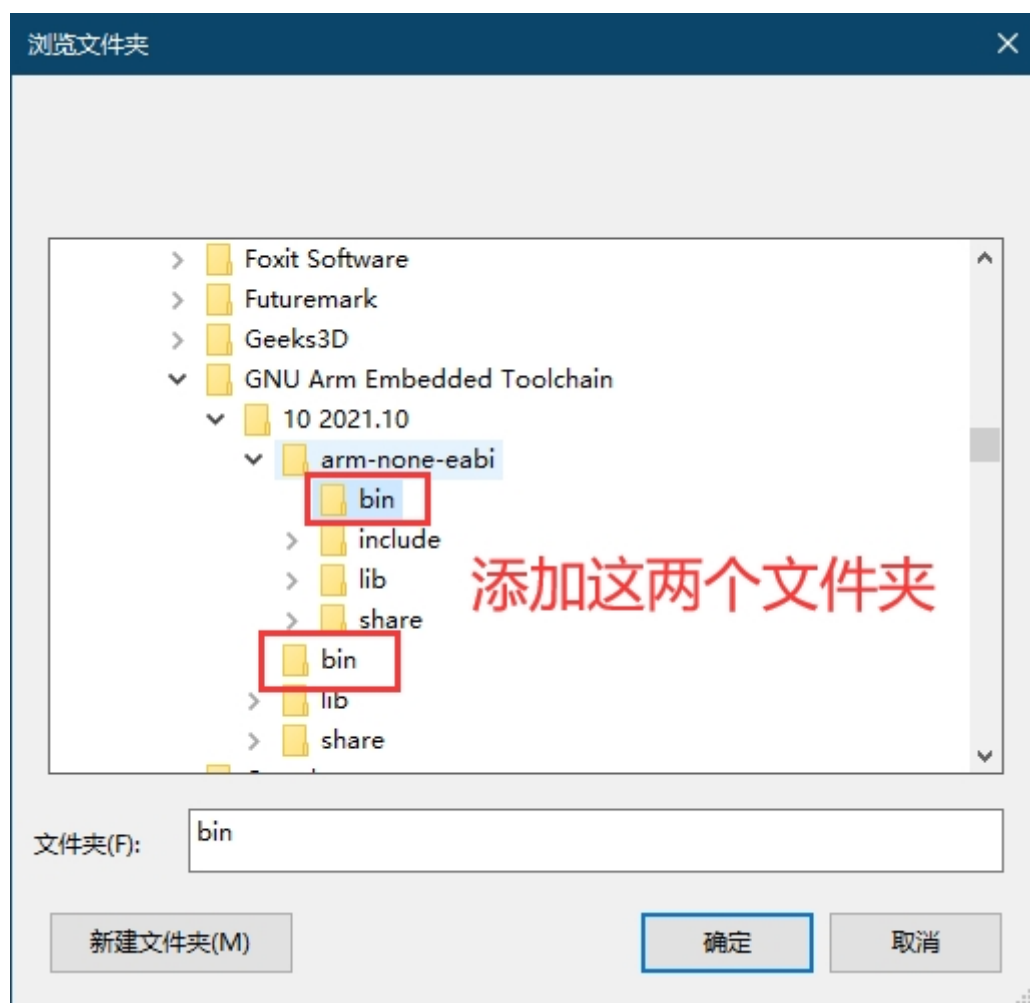 浏览文件夹
Foxit Software
Futuremark
Geeks3D
GNU Arm Embedded Toolchain
10 2021.10
arm-none-eabi
bin
include
lib
添加这两个文件夹
share
bin
lib
share
文件夹(F):
bin
新建文件夹(M)
确定
取消